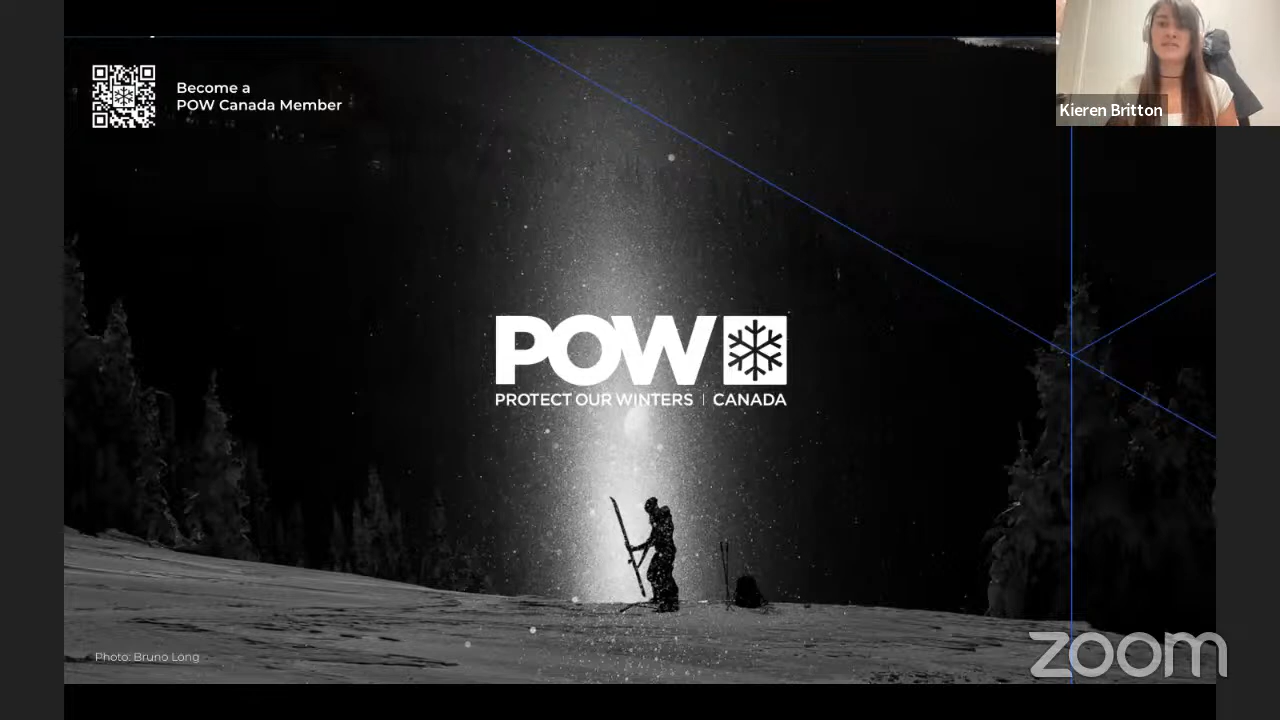 Become a
POW Canada Member
Kieren Britton
POW
PROTECT OUR WINTERS | CANADA
Photo: Bruno Long
zoom